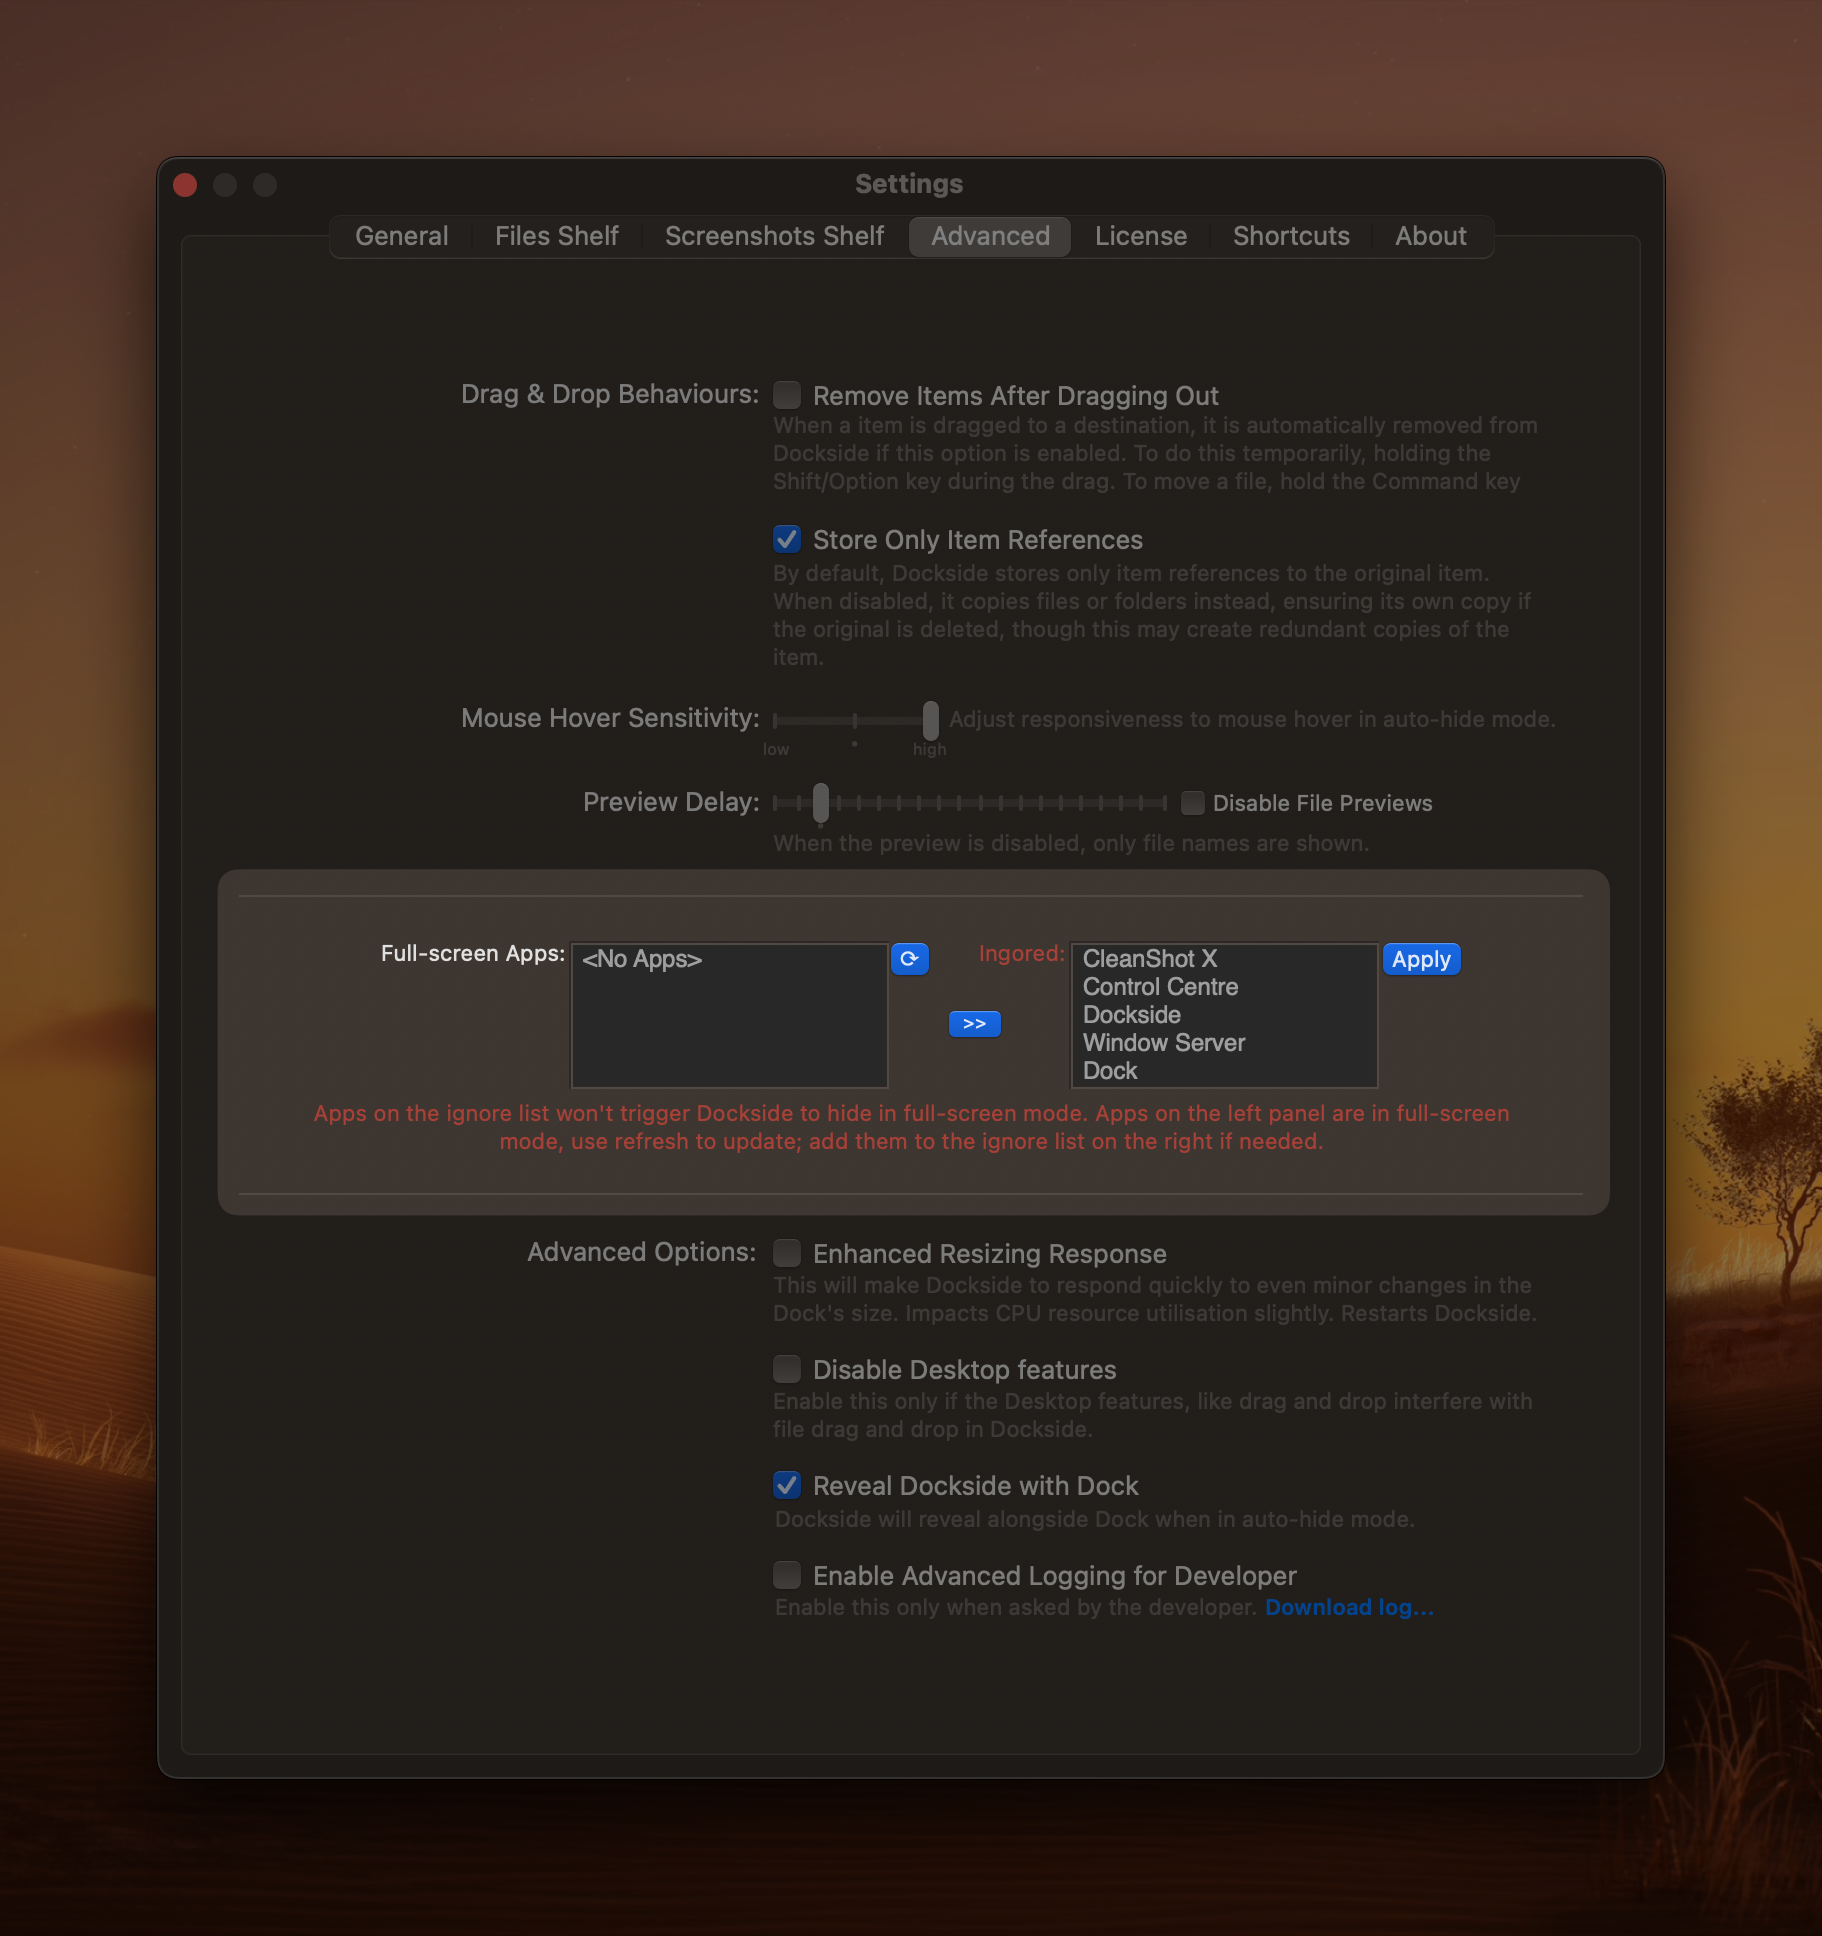 Settings
General
Files Shelf
Screenshots Shelf
Advanced
License
Shortcuts
About
Drag & Drop Behaviours:
Remove Items After Dragging Out
When a item is dragged to a destination, it is automatically removed from
Dockside if this option is enabled. To do this temporarily, holding the
Shift/Option key during the drag. To move a file, hold the Command key
Store Only Item References
By default, Dockside stores only item references to the original item.
When disabled, it copies files or folders instead, ensuring its own copy if
the original is deleted, though this may create redundant copies of the
item.
Mouse Hover Sensitivity:
Adjust responsiveness to mouse hover in auto-hide mode.
low
high
Preview Delay:
Disable File Previews
When the preview is disabled, only file names are shown.
Full-screen Apps:
<No Apps>
>>
Ingored:
CleanShot X
Control Centre
Dockside
Window Server
Dock
Apply
Apps on the ignore list won't trigger Dockside to hide in full-screen mode. Apps on the left panel are in full-screen
mode, use refresh to update; add them to the ignore list on the right if needed.
Advanced Options:
Enhanced Resizing Response
This will make Dockside to respond quickly to even minor changes in the
Dock's size. Impacts CPU resource utilisation slightly. Restarts Dockside.
Disable Desktop features
Enable this only if the Desktop features, like drag and drop interfere with
file drag and drop in Dockside.
Reveal Dockside with Dock
Dockside will reveal alongside Dock when in auto-hide mode.
Enable Advanced Logging for Developer
Enable this only when asked by the developer. Download log...